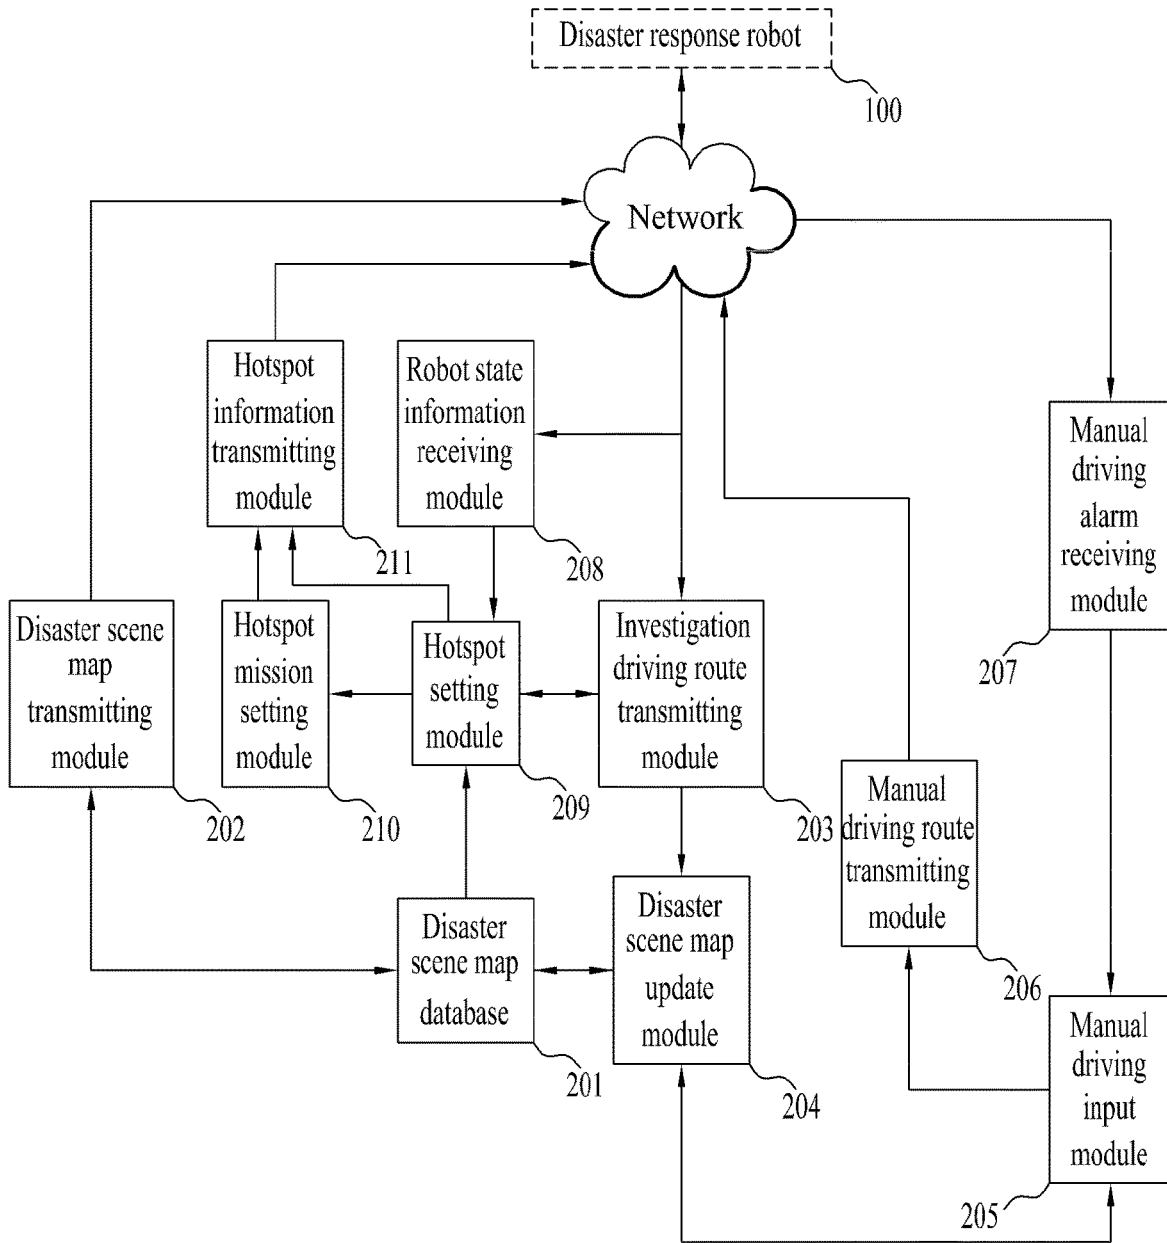 Disaster response robot
100
Network
Hotspot
information
transmitting
module
211
Robot state
information
receiving
module
208
Manual
driving
alarm
receiving
module
207
Disaster scene
map
transmitting
module
202
Hotspot
mission
setting
module
210
Hotspot
setting
module
209
Investigation
driving route
transmitting
module
203
Manual
driving route
transmitting
module
206
Disaster
scene map
database
201
Disaster
scene map
update
module
204
Manual
driving
input
module
205